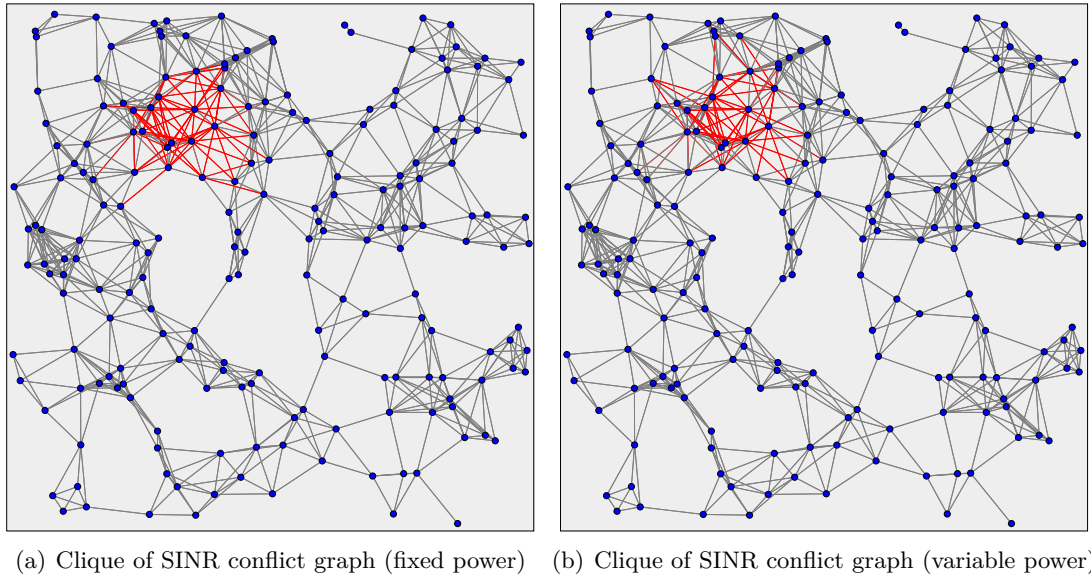 (a) Clique of SINR conflict graph (fixed power)
(b) Clique of SINR conflict graph (variable power)